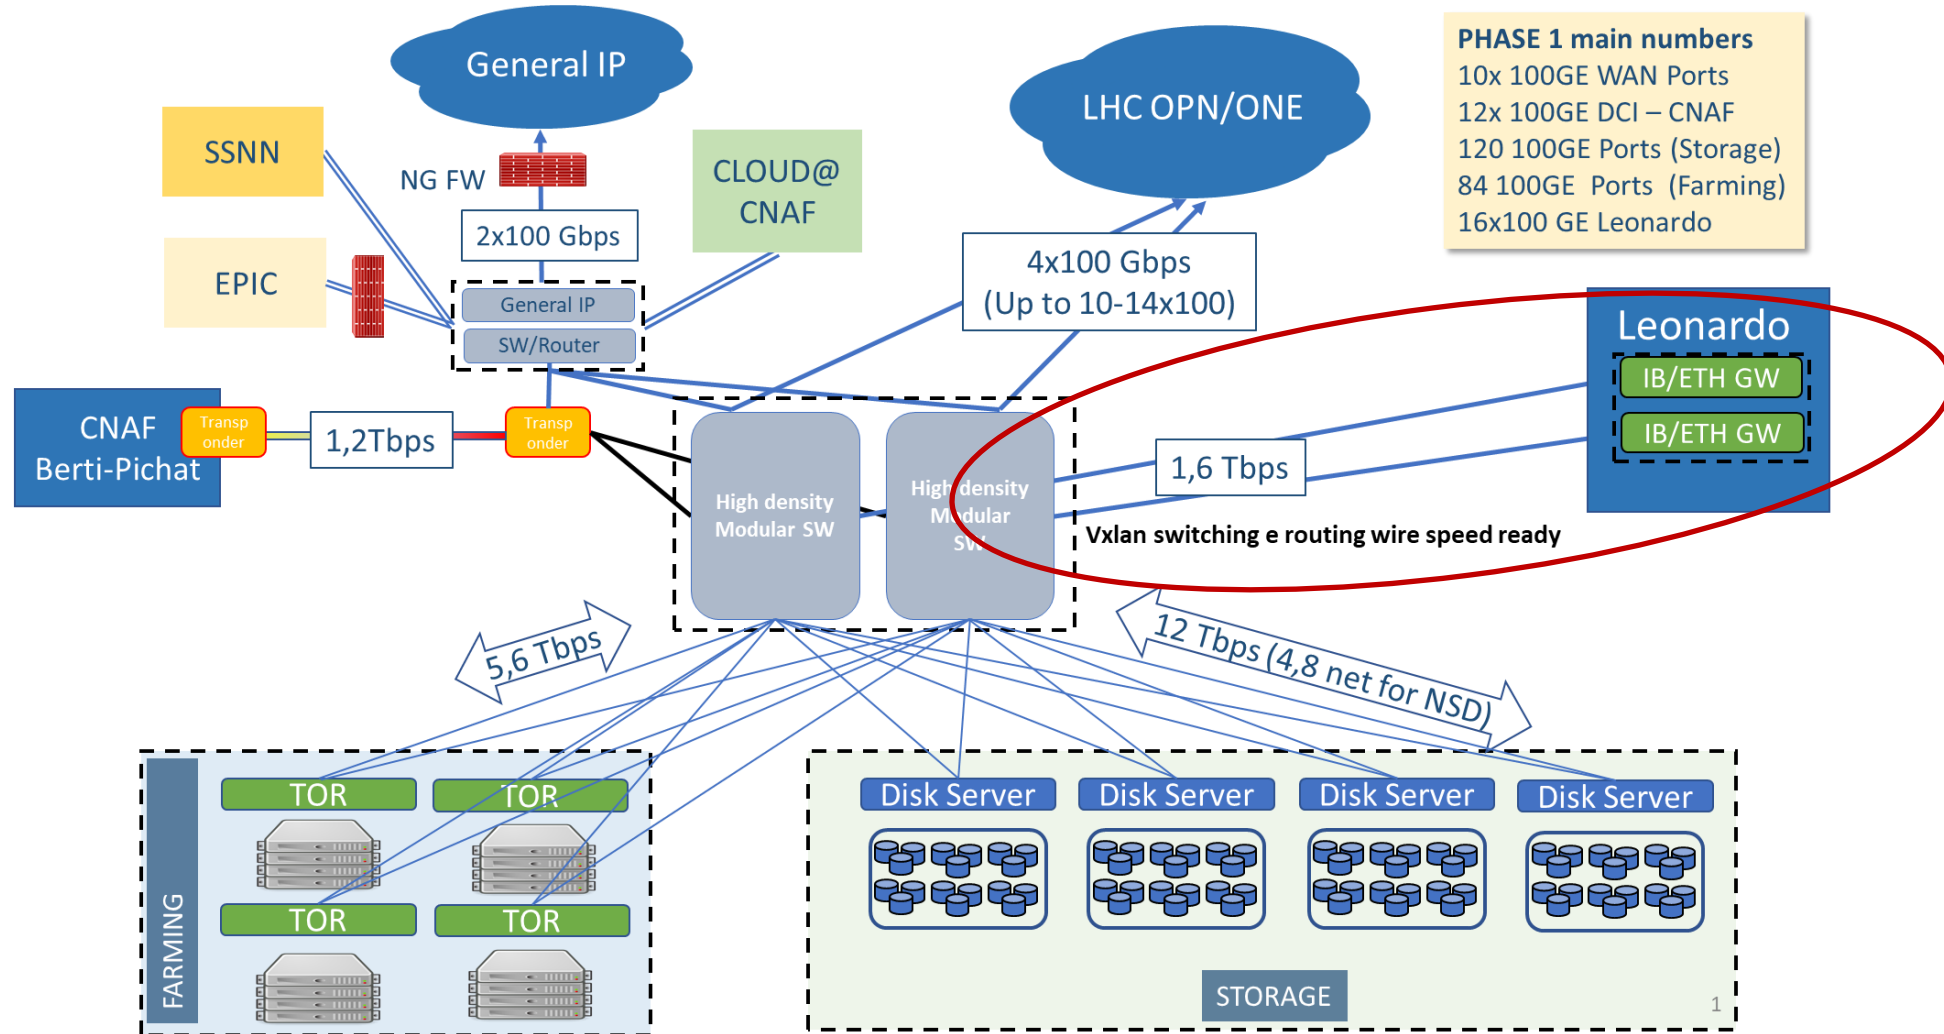 General IP
LHC OPN/ONE
PHASE 1 main numbers
10x 100GE WAN Ports
12x 100GE DCI – CNAF
120 100GE Ports (Storage)
84 100GE  Ports  (Farming)
16x100 GE Leonardo
SSNN
NG FW
CLOUD@
CNAF
2x100 Gbps
EPIC
4x100 Gbps
(Up to 10-14x100)
General IP
SW/Router
Leonardo
IB/ETH GW
IB/ETH GW
CNAF
Berti-Pichat
Transp
onder
1,2Tbps
Transp
onder
1,6 Tbps
High density
Modular SW
High density
Modular
SW
Vxlan switching e routing wire speed ready
5,6 Tbps
12 Tbps (4,8 net for NSD)
FARMING
TOR
TOR
TOR
TOR
Disk Server
Disk Server
Disk Server
Disk Server
STORAGE
1